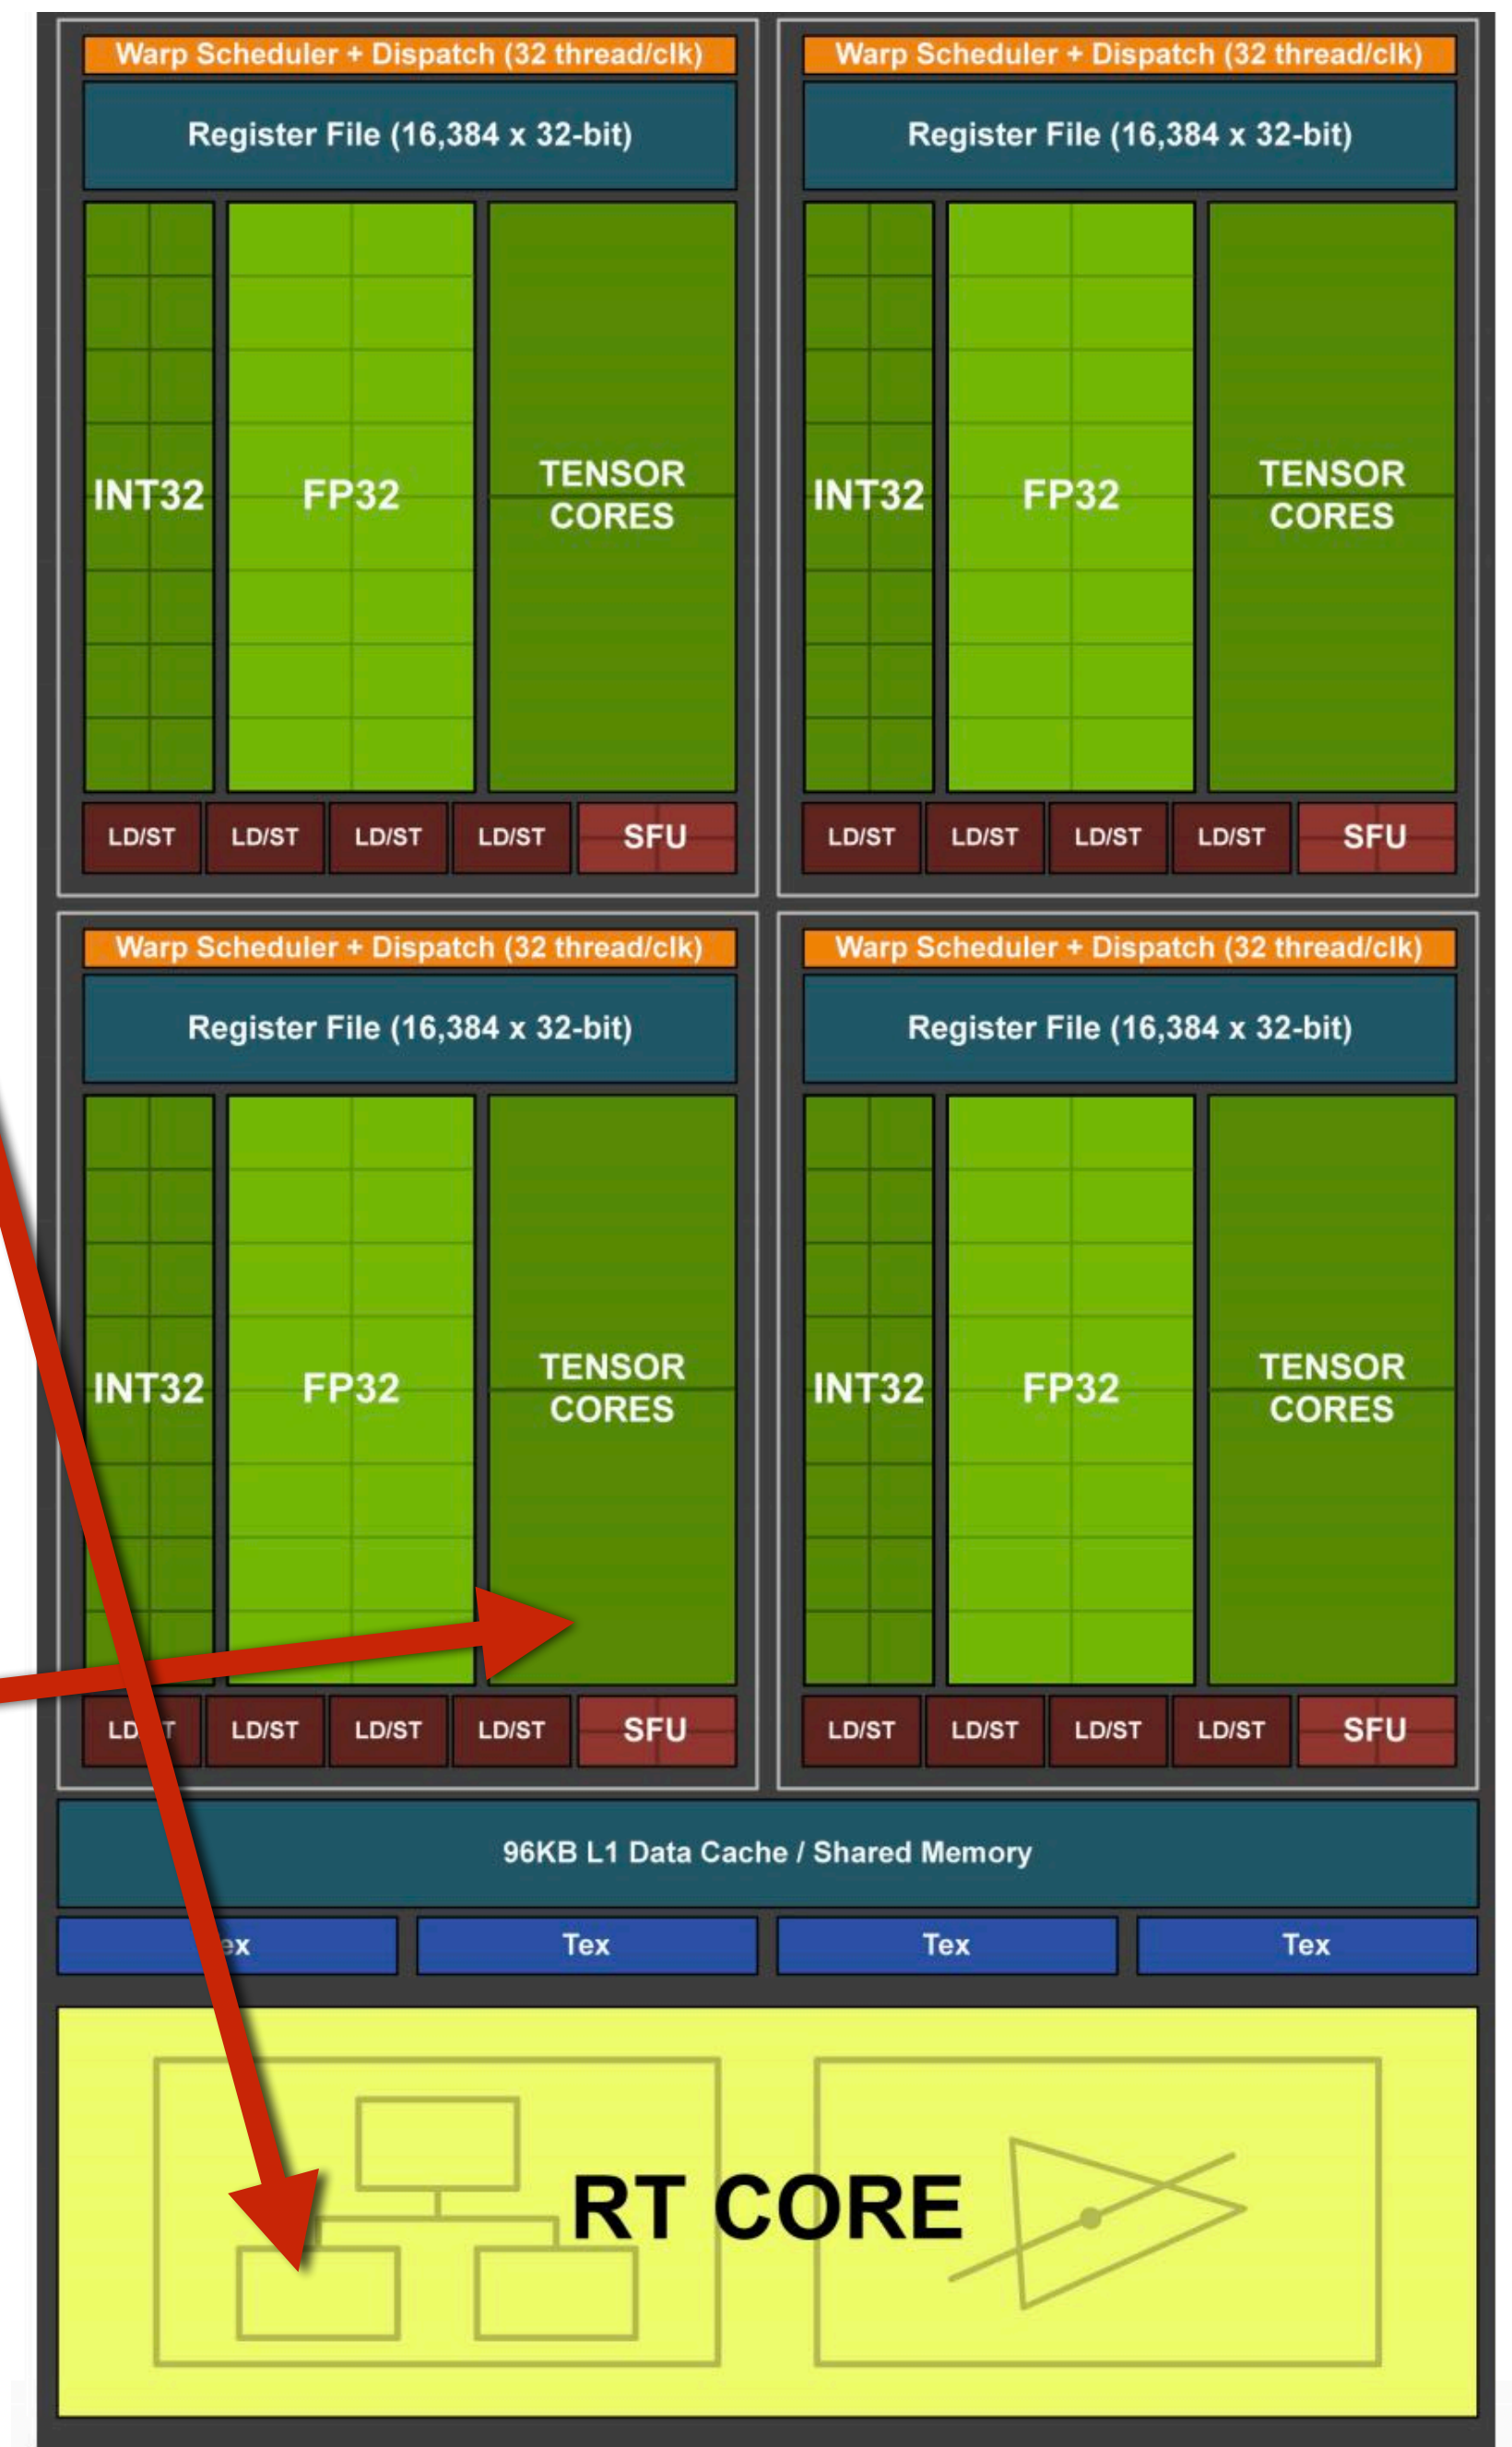 Warp Scheduler + Dispatch (32 thread/clk)
Register File (16,384 x 32-bit)
INT32
FP32
TENSOR
CORES
LD/ST LD/ST LD/ST LD/ST SFU
Warp Scheduler + Dispatch (32 thread/clk)
Register File (16,384 x 32-bit)
INT32
FP32
TENSOR
CORES
LD/ST LD/ST LD/ST LD/ST SFU
Warp Scheduler + Dispatch (32 thread/clk)
Register File (16,384 x 32-bit)
INT32
FP32
TENSOR
CORES
LD/ST LD/ST LD/ST SFU
Warp Scheduler + Dispatch (32 thread/clk)
Register File (16,384 x 32-bit)
INT32
FP32
TENSOR
CORES
LD/ST LD/ST LD/ST LD/ST SFU
96KB L1 Data Cache / Shared Memory
Tex Tex Tex
RT CORE